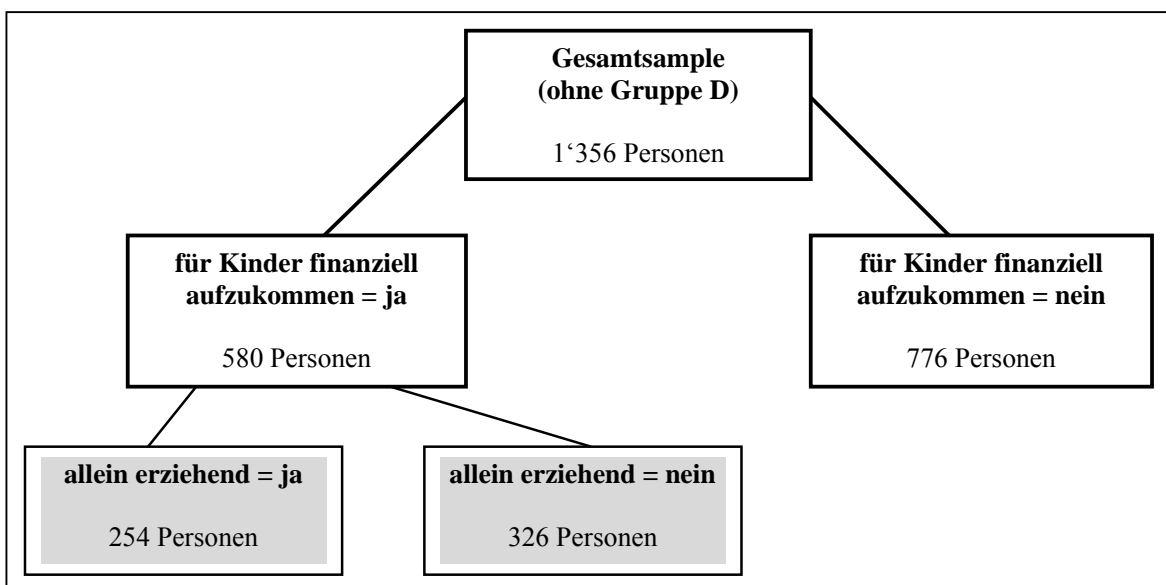 Gesamtsample
(ohne Gruppe D)
1‘356 Personen
für Kinder finanziell
aufzukommen = ja
580 Personen
für Kinder finanziell
aufzukommen = nein
776 Personen
allein erziehend = ja
254 Personen
allein erziehend = nein
326 Personen